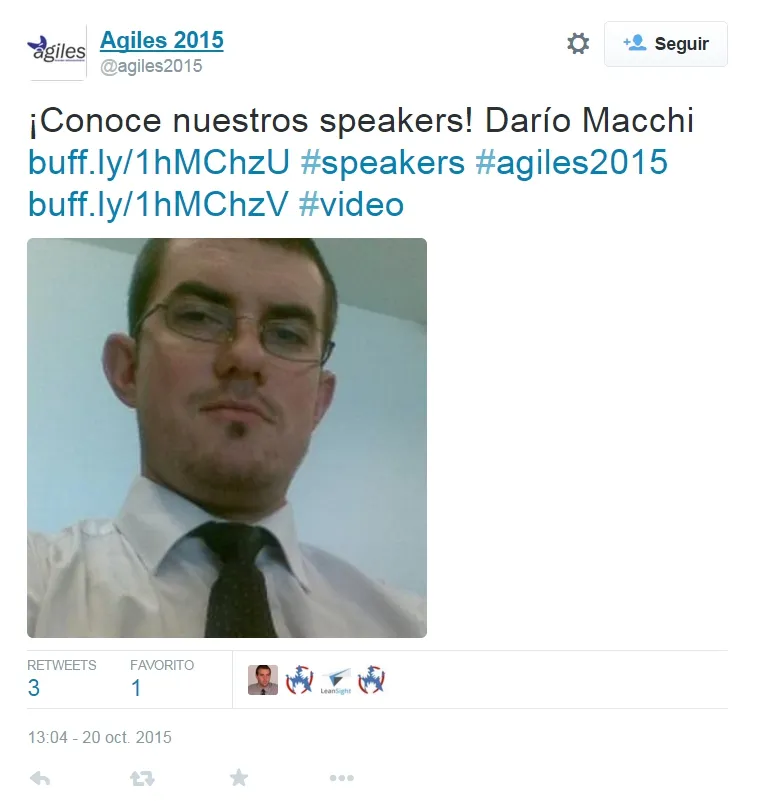 agiles
Agiles 2015
@agiles2015
Seguir
¡Conoce nuestros speakers! Darío Macchi
buff.ly/1hMChzU #speakers #agiles2015
buff.ly/1hMChzV #video
RETWEETS
3
FAVORITO
1
LeanSight
13:04 - 20 oct. 2015